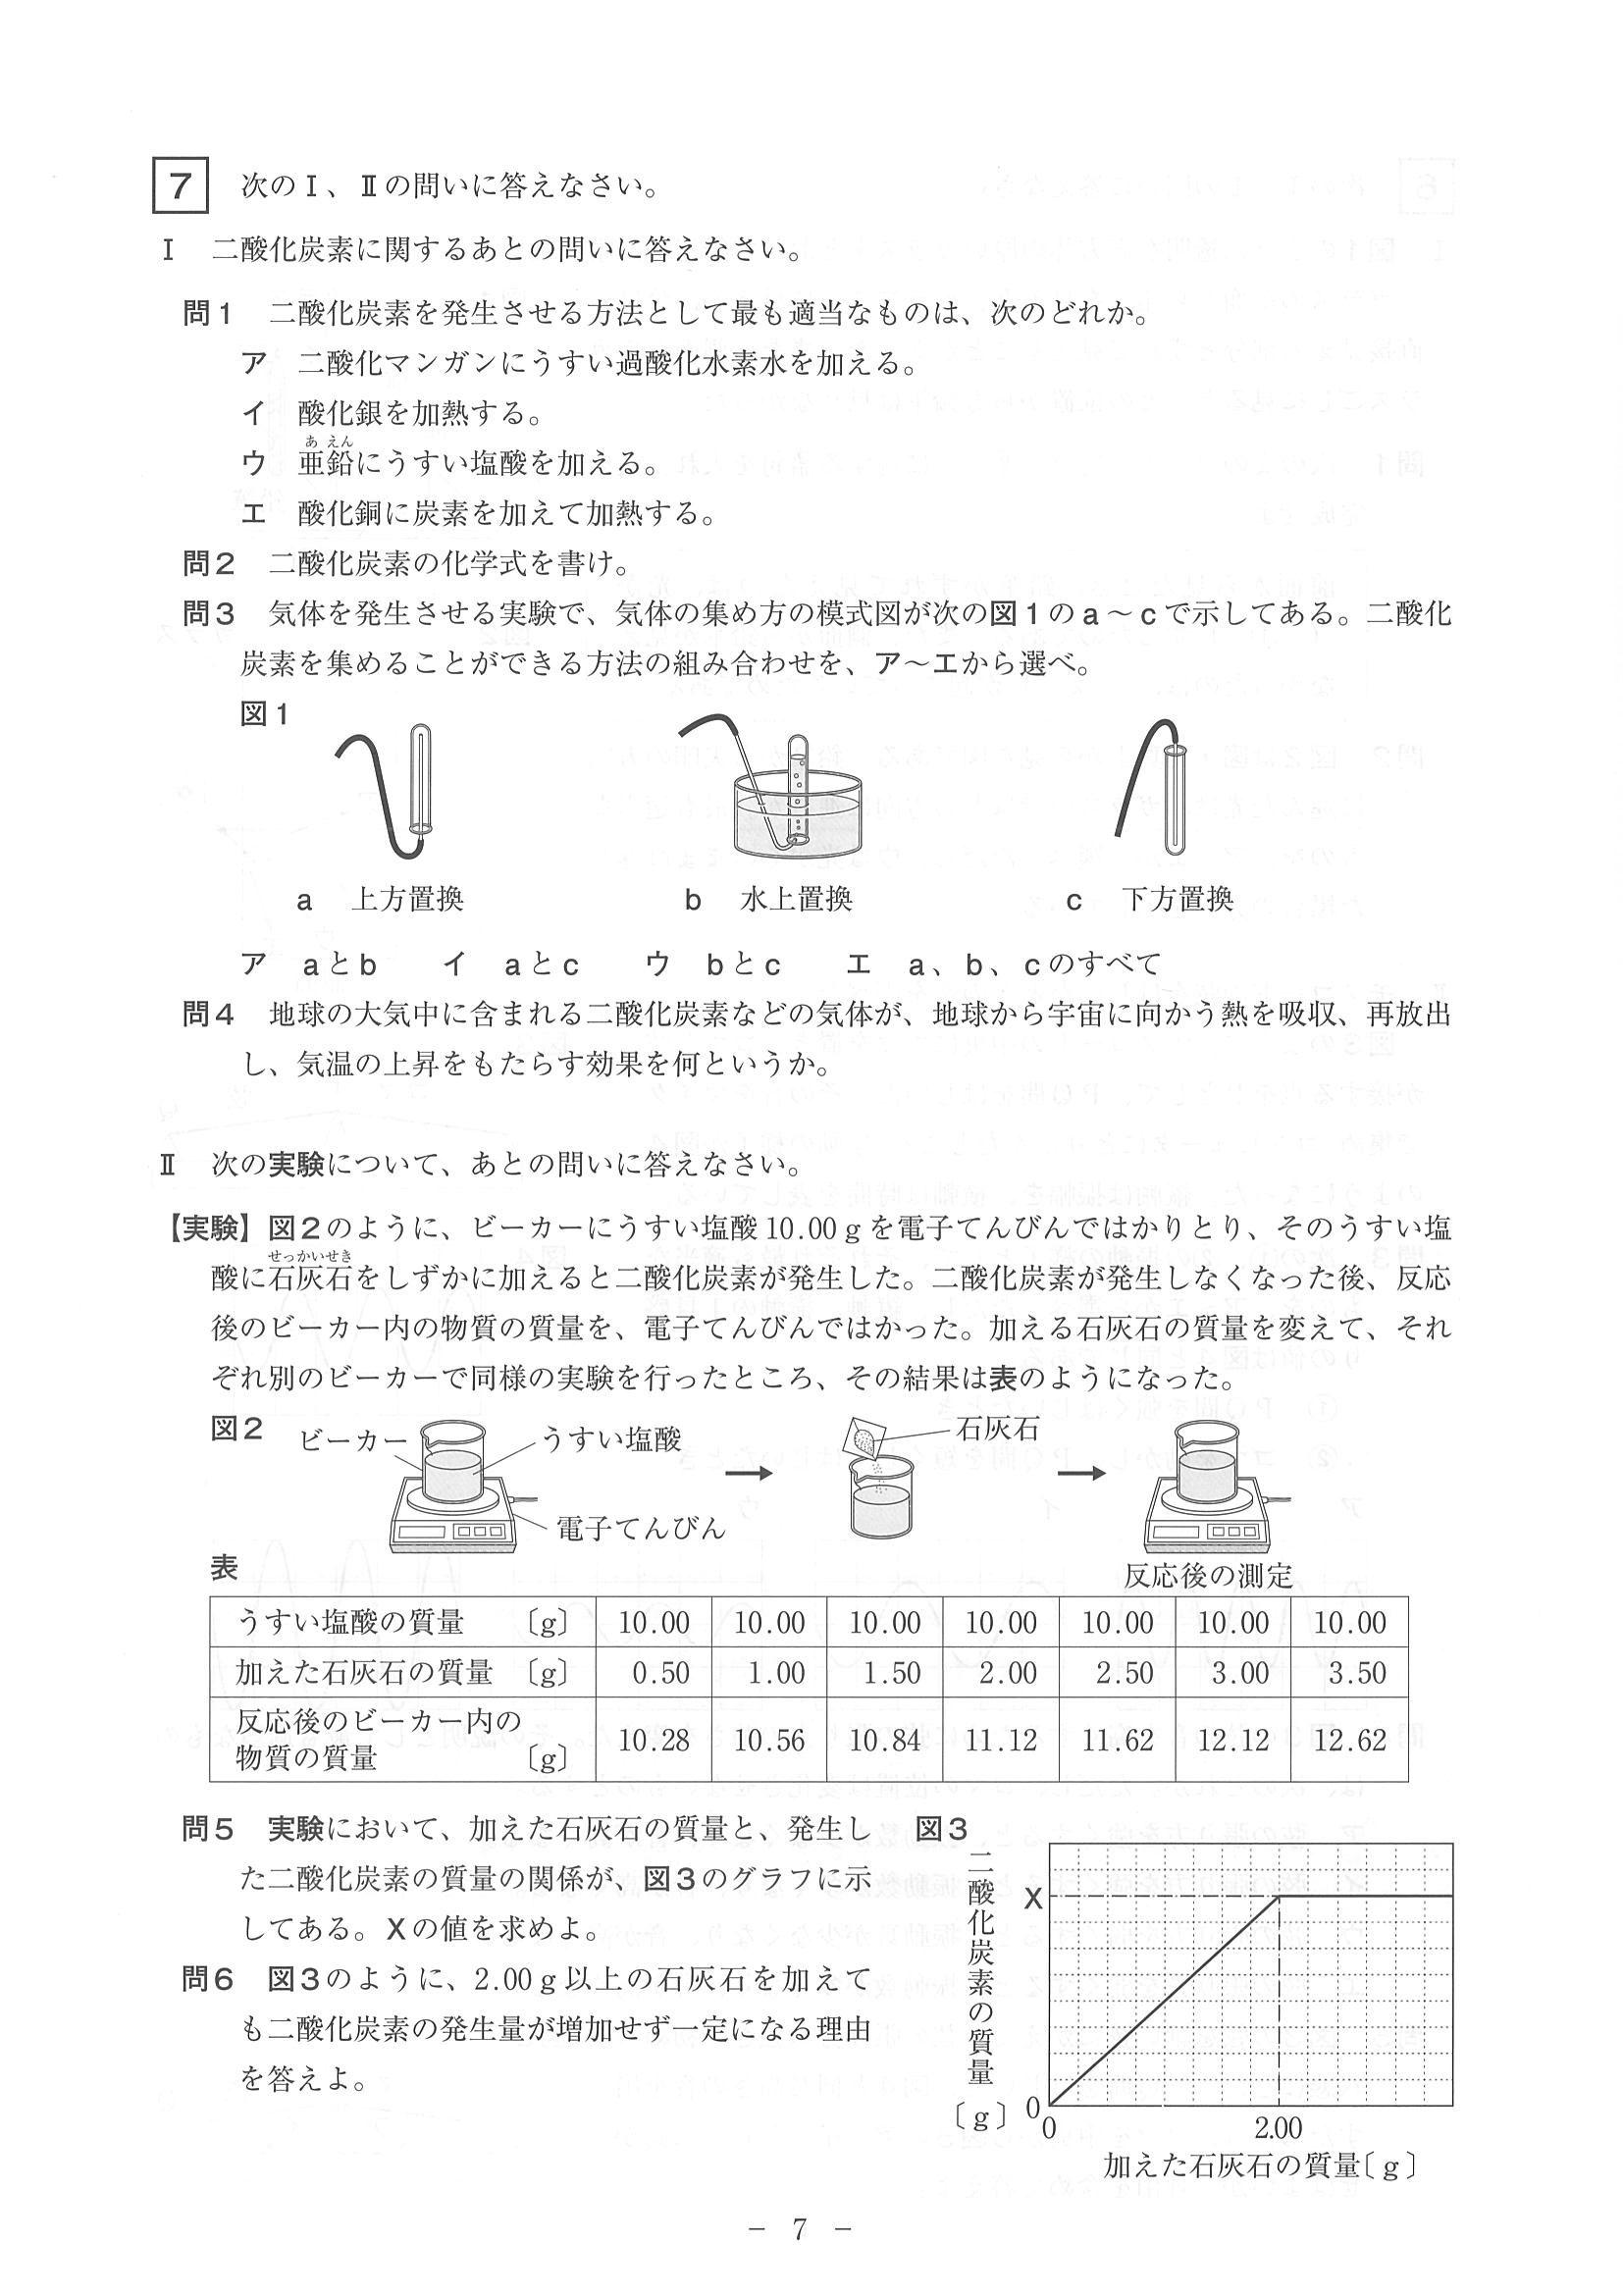 7 次のⅠ、Ⅱの問いに答えなさい。
Ⅰ 二酸化炭素に関するあとの問いに答えなさい。
問1 二酸化炭素を発生させる方法として最も適当なものは、次のどれか。
ア 二酸化マンガンにうすい過酸化水素水を加える。
イ 酸化銀を加熱する。
あえん
ウ 亜鉛にうすい塩酸を加える。
エ 酸化銅に炭素を加えて加熱する。
問2 二酸化炭素の化学式を書け。
問3 気体を発生させる実験で、気体の集め方の模式図が次の図1のa～cで示してある。二酸化
炭素を集めることができる方法の組み合わせを、ア～エから選べ。
図1
a 上方置換 b 水上置換 c 下方置換
ア aとb イ aとc ウ bとc エ a、b、cのすべて
問4 地球の大気中に含まれる二酸化炭素などの気体が、地球から宇宙に向かう熱を吸収、再放出
し、気温の上昇をもたらす効果を何というか。
Ⅱ 次の実験について、あとの問いに答えなさい。
【実験】図2のように、ビーカーにうすい塩酸10.00gを電子てんびんではかりとり、そのうすい塩
せっかいせき
酸に石灰石をしずかに加えると二酸化炭素が発生した。二酸化炭素が発生しなくなった後、反応
後のビーカー内の物質の質量を、電子てんびんではかった。加える石灰石の質量を変えて、それ
ぞれ別のビーカーで同様の実験を行ったところ、その結果は表のようになった。
図2
ビーカー うすい塩酸 石灰石
電子てんびん
反応後の測定
表
うすい塩酸の質量 〔g〕 10.00 10.00 10.00 10.00 10.00 10.00 10.00
加えた石灰石の質量 〔g〕 0.50 1.00 1.50 2.00 2.50 3.00 3.50
反応後のビーカー内の
物質の質量 〔g〕 10.28 10.56 10.84 11.12 11.62 12.12 12.62
問5 実験において、加えた石灰石の質量と、発生し
た二酸化炭素の質量の関係が、図3のグラフに示
してある。Xの値を求めよ。
問6 図3のように、2.00g以上の石灰石を加えて
も二酸化炭素の発生量が増加せず一定になる理由
を答えよ。
図3
二酸化炭素の質量
〔g〕
X
0
0 2.00
加えた石灰石の質量〔g〕
－ 7 －